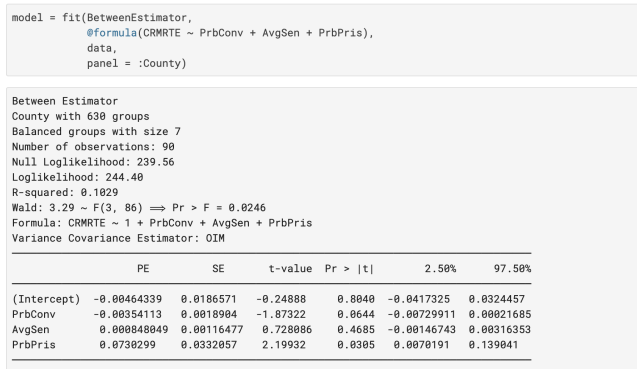 model = fit(BetweenEstimator,
@formula(CRMRTE ~ PrbConv + AvgSen + PrbPris),
data,
panel = :County)
Between Estimator
County with 630 groups
Balanced groups with size 7
Number of observations: 90
Null Loglikelihood: 239.56
Loglikelihood: 244.40
R-squared: 0.1029
Wald: 3.29 ~ F(3, 86) ⟹ Pr > F = 0.0246
Formula: CRMRTE ~ 1 + PrbConv + AvgSen + PrbPris
Variance Covariance Estimator: OIM
PE SE t-value Pr > |t| 2.50% 97.50%
(Intercept) -0.00464339 0.0186571 -0.24888 0.8040 -0.0417325 0.0324457
PrbConv -0.00354113 0.0018904 -1.87322 0.0644 -0.00729911 0.00021685
AvgSen 0.000848049 0.00116477 0.728086 0.4685 -0.00146743 0.00316353
PrbPris 0.0730299 0.0332057 2.19932 0.0305 0.0070191 0.139041